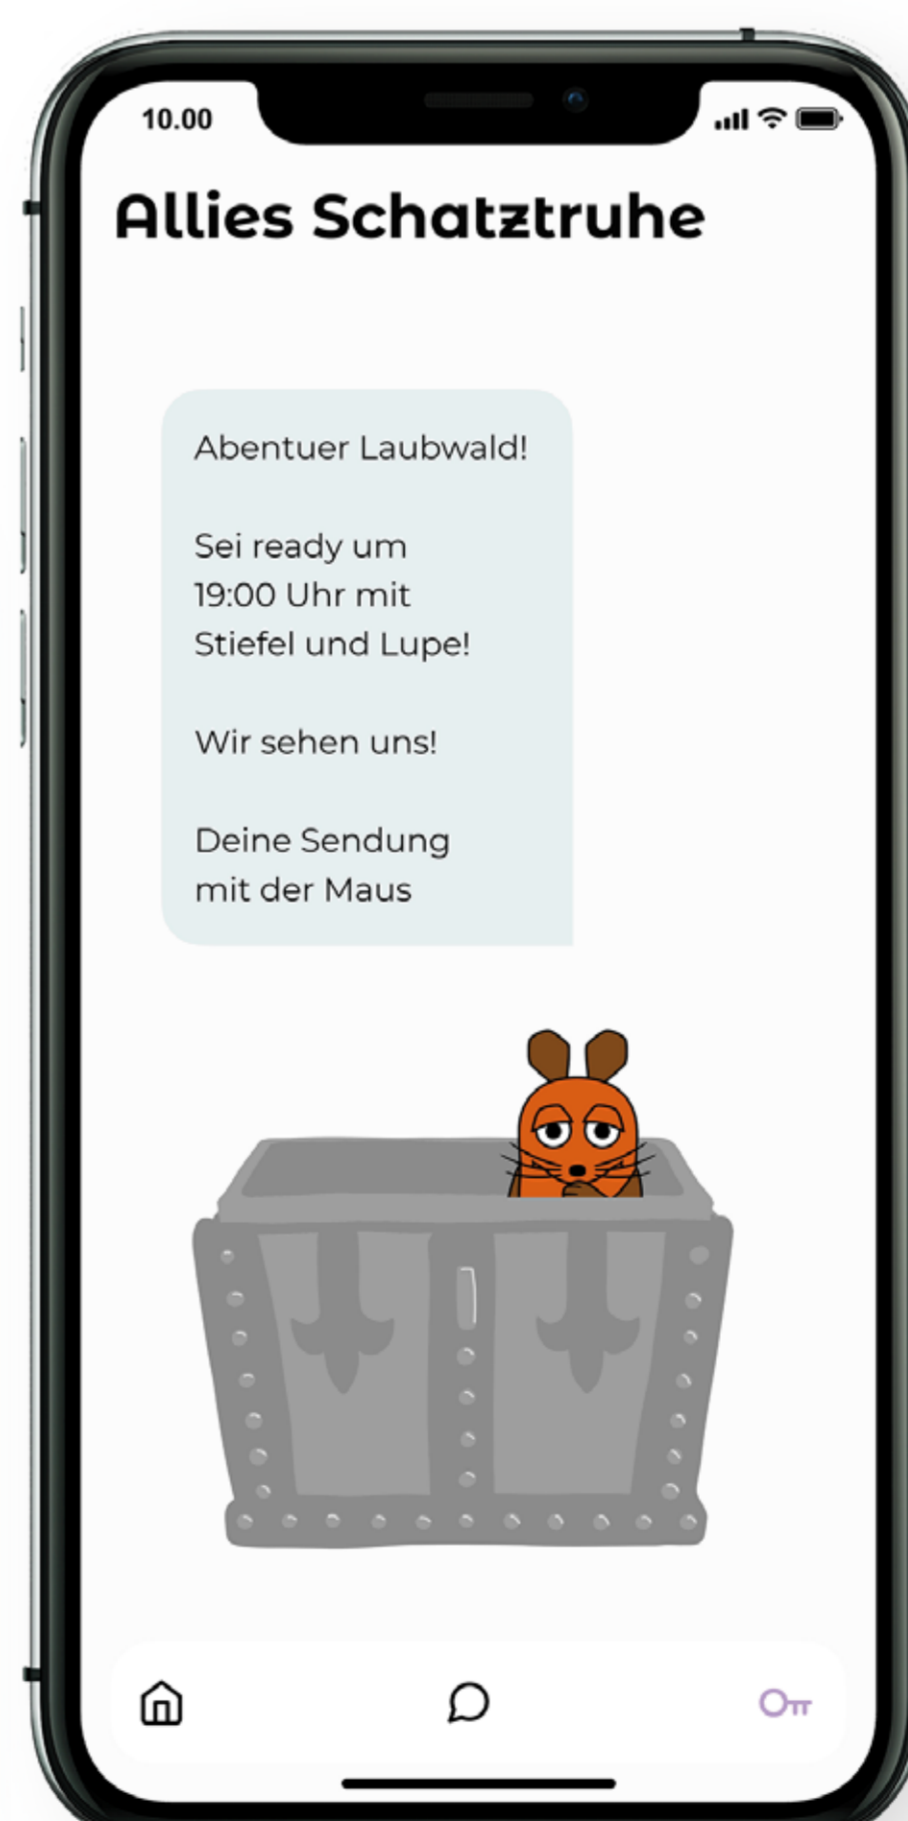 10.00
Allies Schatztruhe
Abentuer Laubwald!
Sei ready um
19:00 Uhr mit
Stiefel und Lupe!
Wir sehen uns!
Deine Sendung
mit der Maus